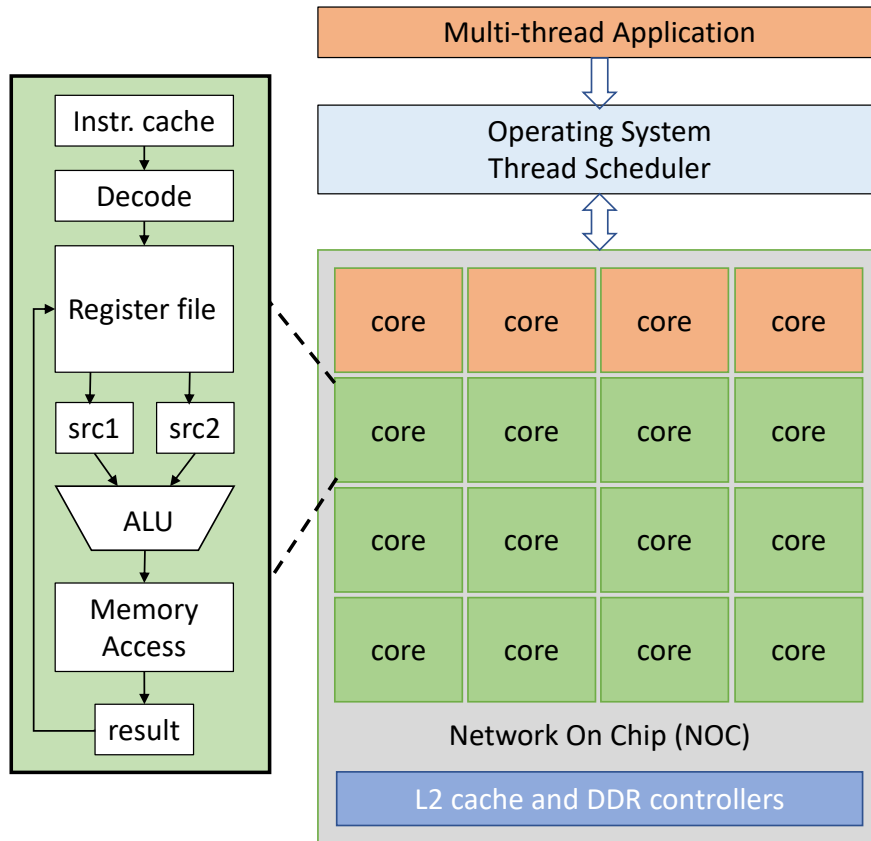 Multi-thread Application
Operating System
Thread Scheduler
Instr. cache
Decode
Register file
src1 src2
ALU
Memory
Access
result
core core core core
core core core core
core core core core
core core core core
Network On Chip (NOC)
L2 cache and DDR controllers